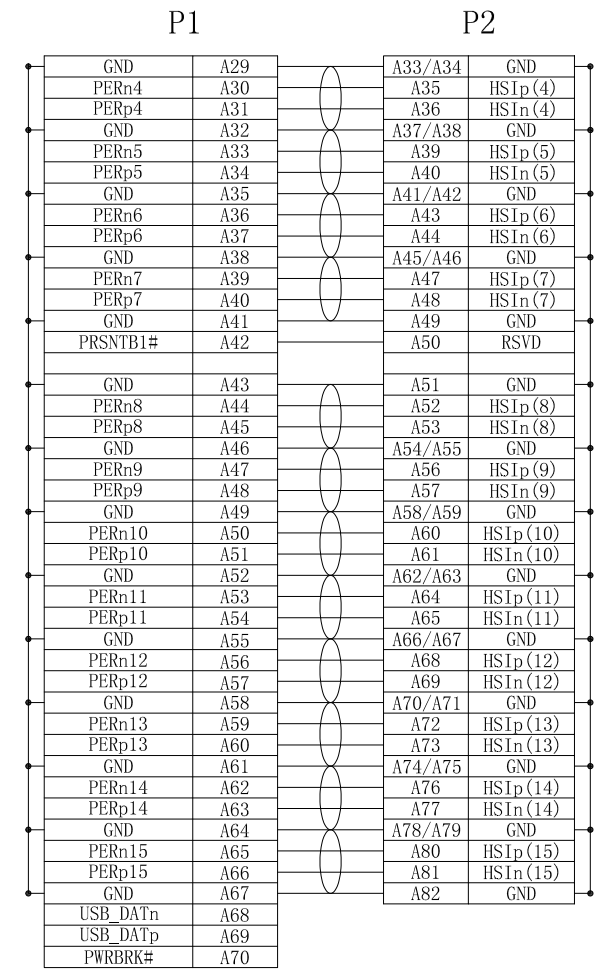 P1 P2
GND A29 A33/A34 GND
PERn4 A30 A35 HSIp(4)
PERp4 A31 A36 HSIn(4)
GND A32 A37/A38 GND
PERn5 A33 A39 HSIp(5)
PERp5 A34 A40 HSIn(5)
GND A35 A41/A42 GND
PERn6 A36 A43 HSIp(6)
PERp6 A37 A44 HSIn(6)
GND A38 A45/A46 GND
PERn7 A39 A47 HSIp(7)
PERp7 A40 A48 HSIn(7)
GND A41 A49 GND
PRSNTB1# A42 A50 RSVD
GND A43 A51 GND
PERn8 A44 A52 HSIp(8)
PERp8 A45 A53 HSIn(8)
GND A46 A54/A55 GND
PERn9 A47 A56 HSIp(9)
PERp9 A48 A57 HSIn(9)
GND A49 A58/A59 GND
PERn10 A50 A60 HSIp(10)
PERp10 A51 A61 HSIn(10)
GND A52 A62/A63 GND
PERn11 A53 A64 HSIp(11)
PERp11 A54 A65 HSIn(11)
GND A55 A66/A67 GND
PERn12 A56 A68 HSIp(12)
PERp12 A57 A69 HSIn(12)
GND A58 A70/A71 GND
PERn13 A59 A72 HSIp(13)
PERp13 A60 A73 HSIn(13)
GND A61 A74/A75 GND
PERn14 A62 A76 HSIp(14)
PERp14 A63 A77 HSIn(14)
GND A64 A78/A79 GND
PERn15 A65 A80 HSIp(15)
PERp15 A66 A81 HSIn(15)
GND A67 A82 GND
USB_DATn A68
USB_DATp A69
PWRBRK# A70